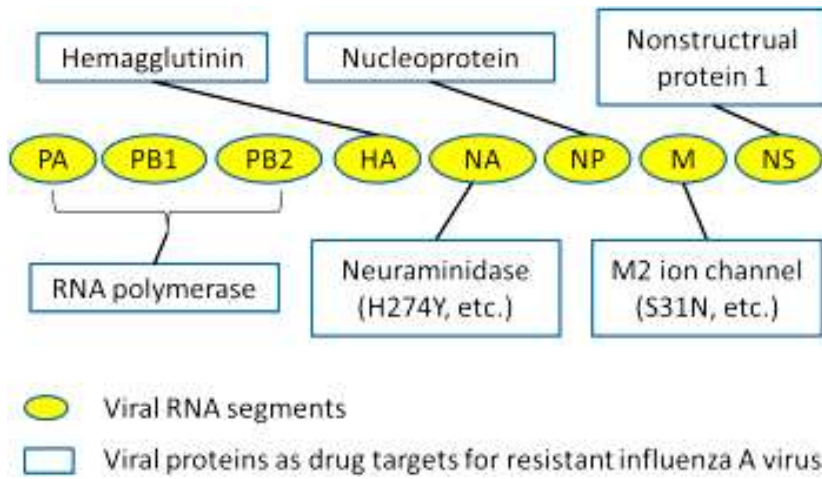 Hemagglutinin
Nucleoprotein
Nonstructrual
protein 1
PA
PB1
PB2
HA
NA
NP
M
NS
RNA polymerase
Neuraminidase
(H274Y, etc.)
M2 ion channel
(S31N, etc.)
Viral RNA segments
Viral proteins as drug targets for resistant influenza A virus